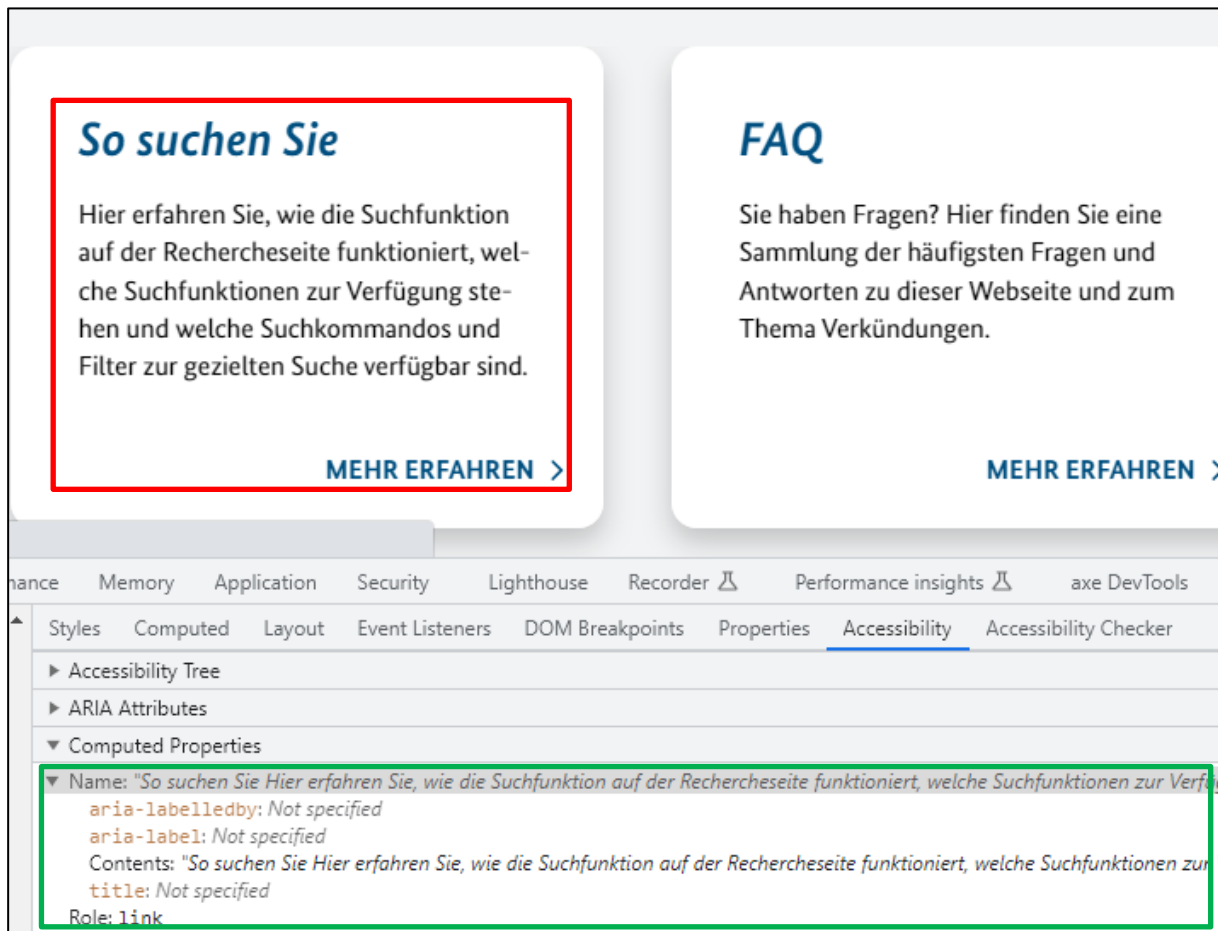 So suchen Sie
Hier erfahren Sie, wie die Suchfunktion
auf der Rechercheseite funktioniert, wel-
che Suchfunktionen zur Verfügung ste-
hen und welche Suchkommandos und
Filter zur gezielten Suche verfügbar sind.
MEHR ERFAHREN
FAQ
Sie haben Fragen? Hier finden Sie eine
Sammlung der häufigsten Fragen und
Antworten zu dieser Webseite und zum
Thema Verkündungen.
MEHR ERFAHREN
nance Memory Application Security Lighthouse Recorder Performance insights axe DevTools
Styles Computed Layout Event Listeners DOM Breakpoints Properties Accessibility Accessibility Checker
Accessibility Tree
ARIA Attributes
Computed Properties
Name: "So suchen Sie Hier erfahren Sie, wie die Suchfunktion auf der Rechercheseite funktioniert, welche Suchfunktionen zur Verfüg
aria-labelledby: Not specified
aria-label: Not specified
Contents: "So suchen Sie Hier erfahren Sie, wie die Suchfunktion auf der Rechercheseite funktioniert, welche Suchfunktionen zur
title: Not specified
Role: link